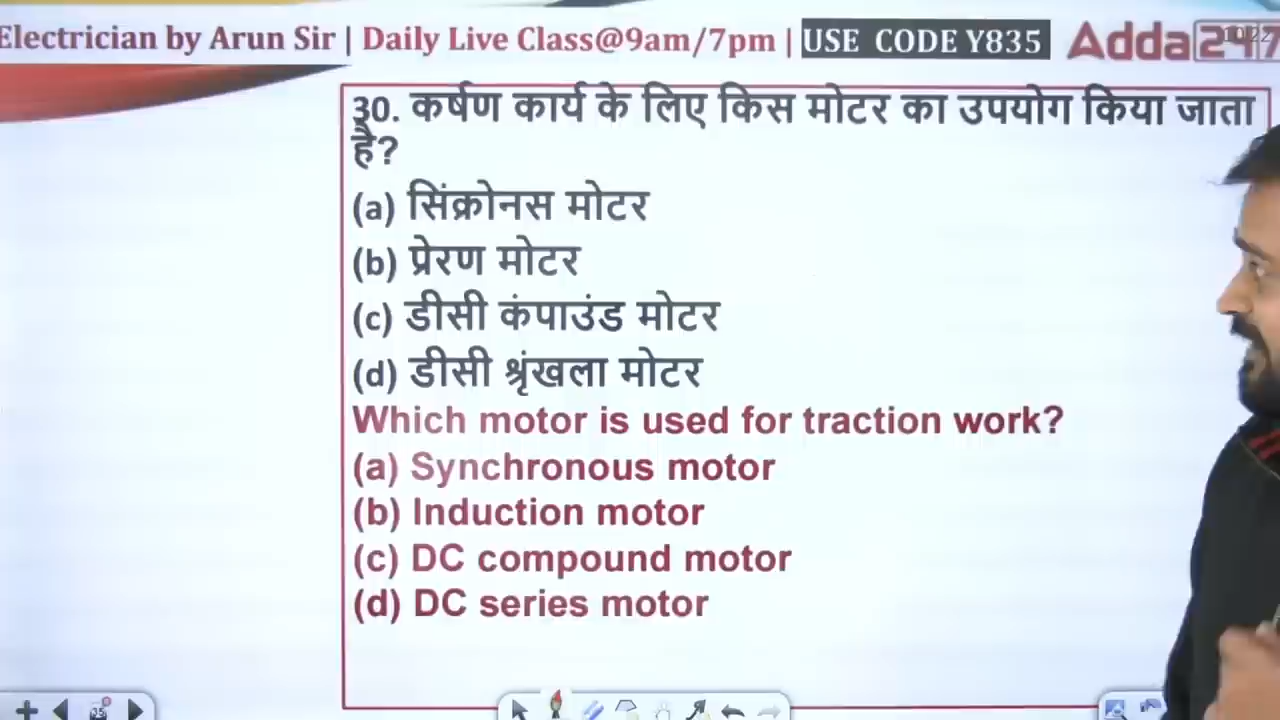 Electrician by Arun Sir | Daily Live Class@9am/7pm | USE CODE Y835 Adda247
30. कर्षण कार्य के लिए किस मोटर का उपयोग किया जाता
है?
(a) सिंक्रोनस मोटर
(b) प्रेरण मोटर
(c) डीसी कंपाउंड मोटर
(d) डीसी श्रृंखला मोटर
Which motor is used for traction work?
(a) Synchronous motor
(b) Induction motor
(c) DC compound motor
(d) DC series motor
35